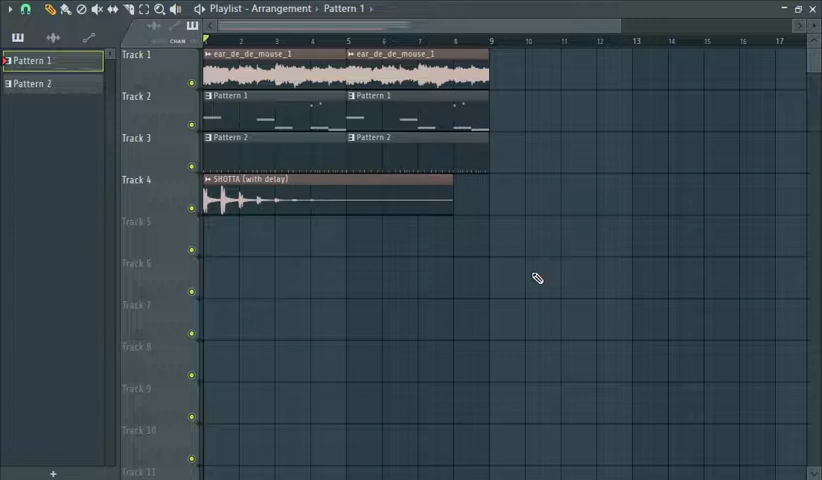 Playlist - Arrangement › Pattern 1 ›
CHAN
2 3 4 5 6 7 8 9 10 11 12 13 14 15 16 17
Pattern 1
Pattern 2
Track 1
ear_de_de_mouse_1 ear_de_de_mouse_1
Track 2
Pattern 1 Pattern 1
Track 3
Pattern 2 Pattern 2
Track 4
SHOTTA (with delay)
Track 5
Track 6
Track 7
Track 8
Track 9
Track 10
Track 11
+